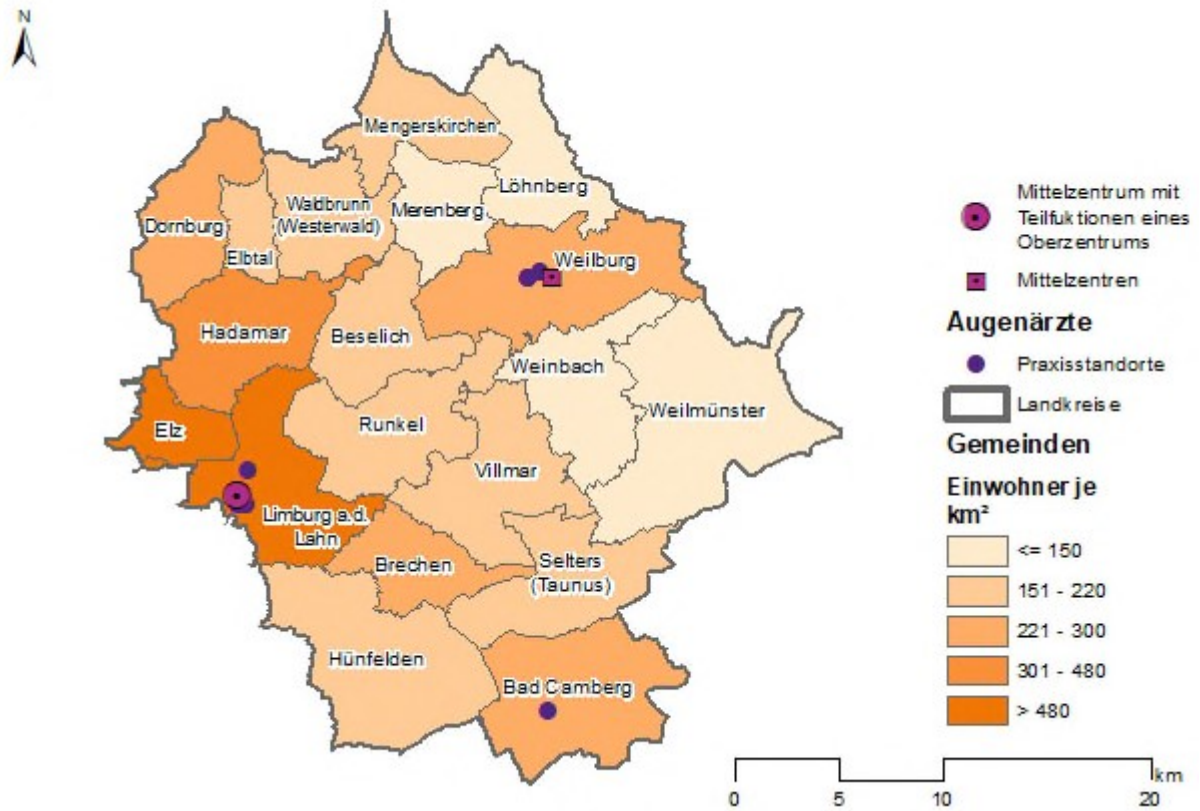 N
Mengerskirchen
Löhnberg
Waldbrunn
(Westerwald)
Merenberg
Dornburg
Elbtal
Weilburg
Hadamar
Beselich
Weinbach
Weilmünster
Elz
Runkel
Villmar
Limburg a.d.
Lahn
Brechen
Selters
(Taunus)
Hünfelden
Bad Camberg
Mittelzentrum mit
Teilfuktionen eines
Oberzentrums
Mittelzentren
Augenärzte
Praxisstandorte
Landkreise
Gemeinden
Einwohner je
km²
<= 150
151 - 220
221 - 300
301 - 480
> 480
km
0 5 10 20